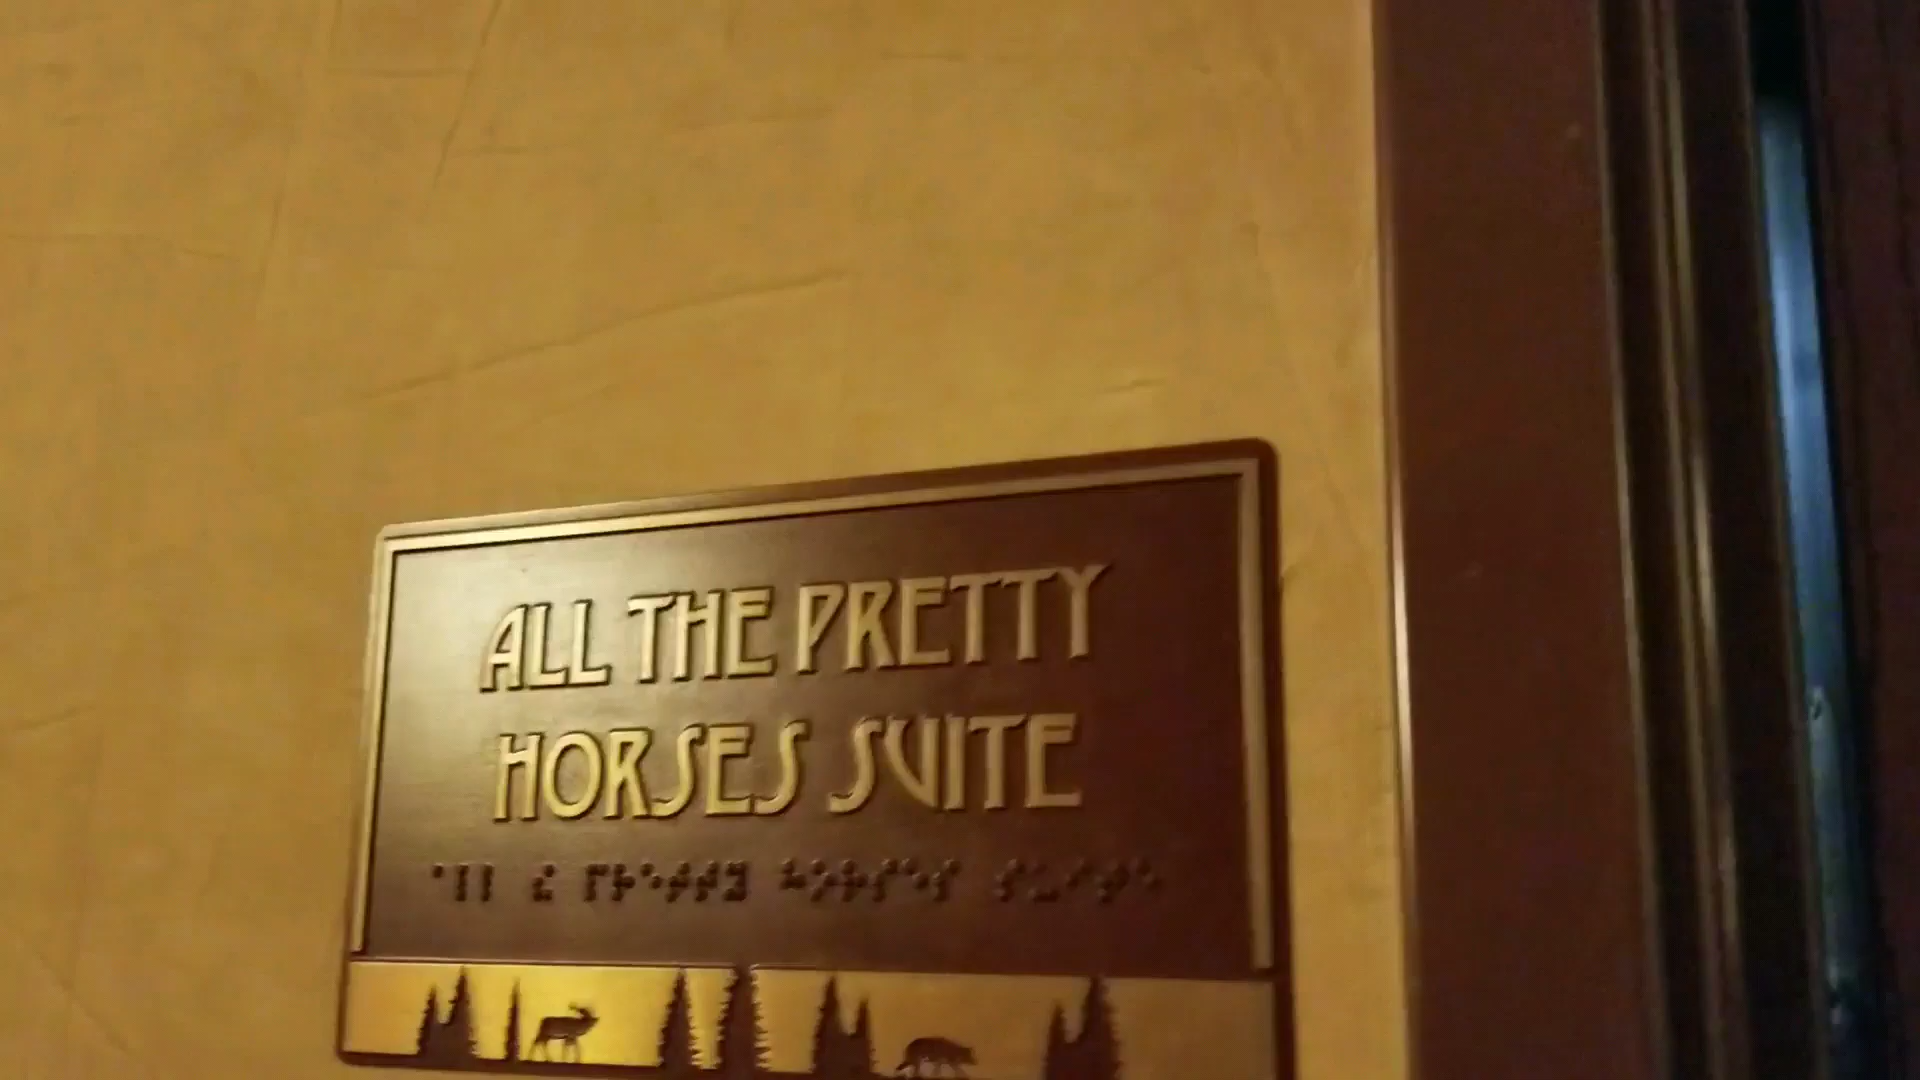 ALL THE PRETTY
HORSES SUITE
⠁⠇⠇ ⠮ ⠏⠗⠑⠞⠞⠽ ⠓⠕⠗⠎⠑⠎ ⠎⠥⠊⠞⠑